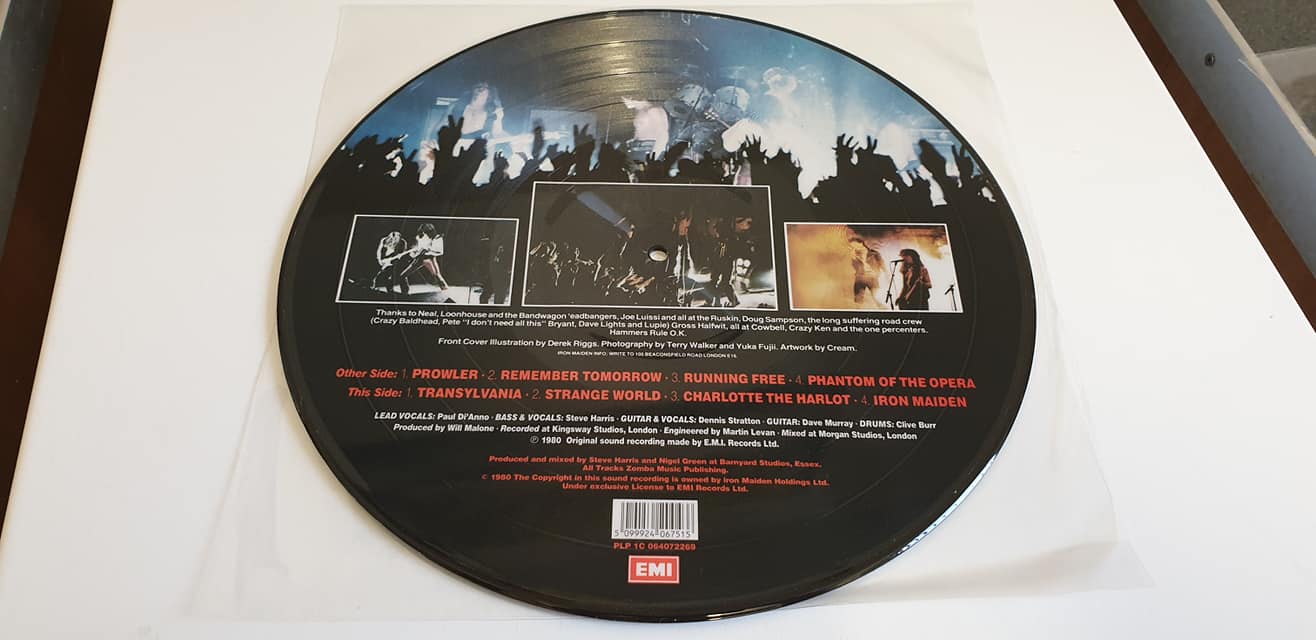 Thanks to Neal, Loonhouse and the Bandwagon 'eadbangers, Joe Luissi and all at the Ruskin, Doug Sampson, the long suffering road crew
(Crazy Baldhead, Pete "I don't need all this" Bryant, Dave Lights and Lupie) Gross Halfwit, all at Cowbell, Crazy Ken and the one percenters.
Hammers Rule O.K.
Front Cover Illustration by Derek Riggs. Photography by Terry Walker and Yuka Fujii. Artwork by Cream.
IRON MAIDEN INFO: WRITE TO 100 BEACONSFIELD ROAD LONDON E16.
Other Side: 1. PROWLER · 2. REMEMBER TOMORROW · 3. RUNNING FREE · 4. PHANTOM OF THE OPERA
This Side: 1. TRANSYLVANIA · 2. STRANGE WORLD · 3. CHARLOTTE THE HARLOT · 4. IRON MAIDEN
LEAD VOCALS: Paul Di'Anno · BASS & VOCALS: Steve Harris · GUITAR & VOCALS: Dennis Stratton · GUITAR: Dave Murray · DRUMS: Clive Burr
Produced by Will Malone · Recorded at Kingsway Studios, London · Engineered by Martin Levan · Mixed at Morgan Studios, London
℗ 1980 Original sound recording made by E.M.I. Records Ltd.
Produced and mixed by Steve Harris and Nigel Green at Barnyard Studios, Essex.
All Tracks Zomba Music Publishing.
© 1980 The Copyright in this sound recording is owned by Iron Maiden Holdings Ltd.
Under exclusive License to EMI Records Ltd.
5 099924 067515
PLP 1C 064072269
EMI